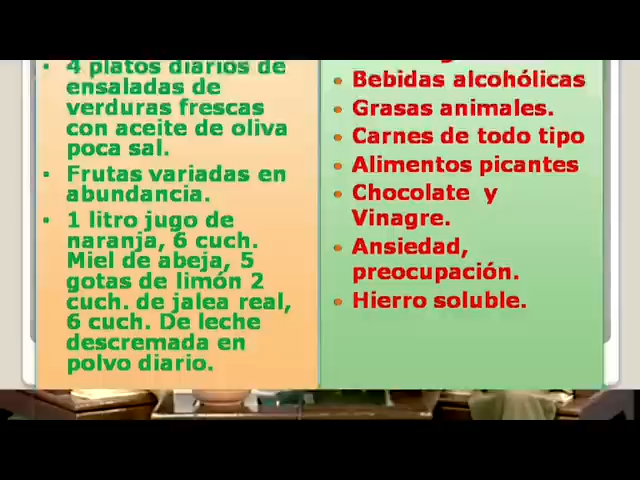 4 platos diarios de
ensaladas de
verduras frescas
con aceite de oliva
poca sal.
Frutas variadas en
abundancia.
1 litro jugo de
naranja, 6 cuch.
Miel de abeja, 5
gotas de limón 2
cuch. de jalea real,
6 cuch. De leche
descremada en
polvo diario.
Bebidas alcohólicas
Grasas animales.
Carnes de todo tipo
Alimentos picantes
Chocolate y
Vinagre.
Ansiedad,
preocupación.
Hierro soluble.